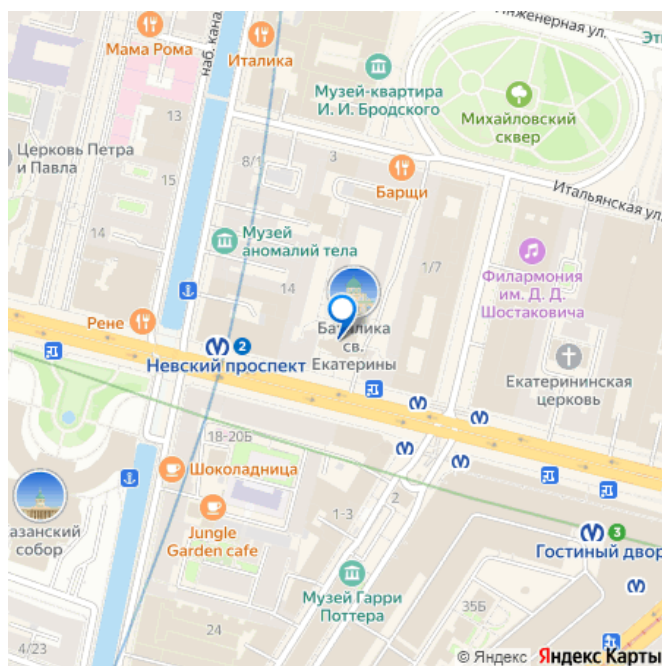 Инженерная ул.
Эт
Мама Рома
наб. кана
Италика
Музей-квартира
И. И. Бродского
Михайловский
сквер
13
Церковь Петра
и Павла
8/1
3
Барщи
15
Итальянская ул.
14
Музей
аномалий тела
14
1/7
Филармония
им. Д. Д.
Шостаковича
Рене
2
Невский проспект
св.
Екатерины
Екатерининская
церковь
18-20Б
Шоколадница
2
азанский
собор
Jungle
Garden cafe
1-3
3
Гостиный двор
Музей Гарри
Поттера
35Б
24
4/23
© Яндекс Яндекс Карты